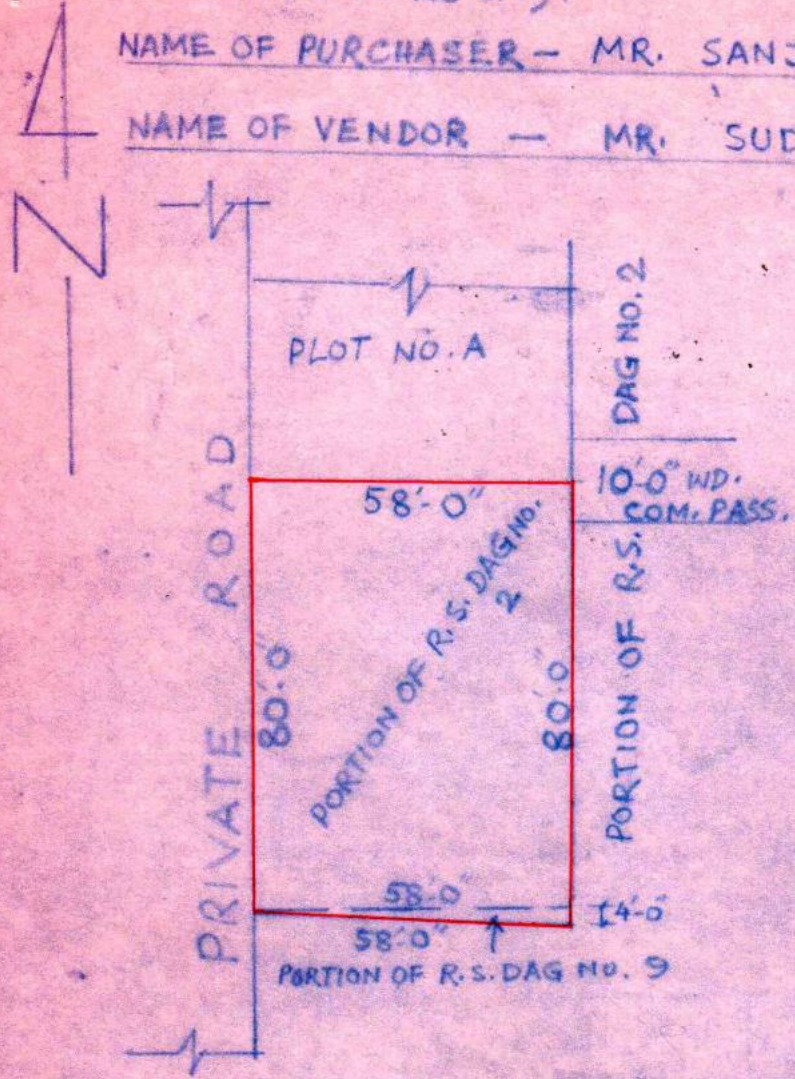 NAME OF PURCHASER - MR. SANJ
NAME OF VENDOR - MR. SUD
N
PLOT NO. A
DAG NO. 2
10'-0" WD.
COM. PASS.
58'-0"
PRIVATE ROAD
80'-0
PORTION OF R.S. DAG NO.
2
80'-0
PORTION OF R.S.
58'-0
4'-0
58'-0"
PORTION OF R.S. DAG NO. 9